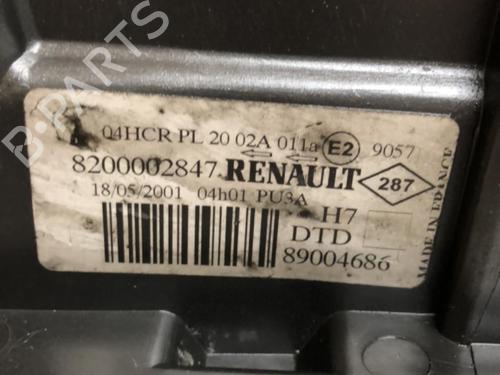 04HCR PL 20 02A 011a E2 9057
8200002847 RENAULT 287
18/05/2001 04h01 PU3A
H7
DTD
89004686
MADE IN FRANCE
B-PARTS